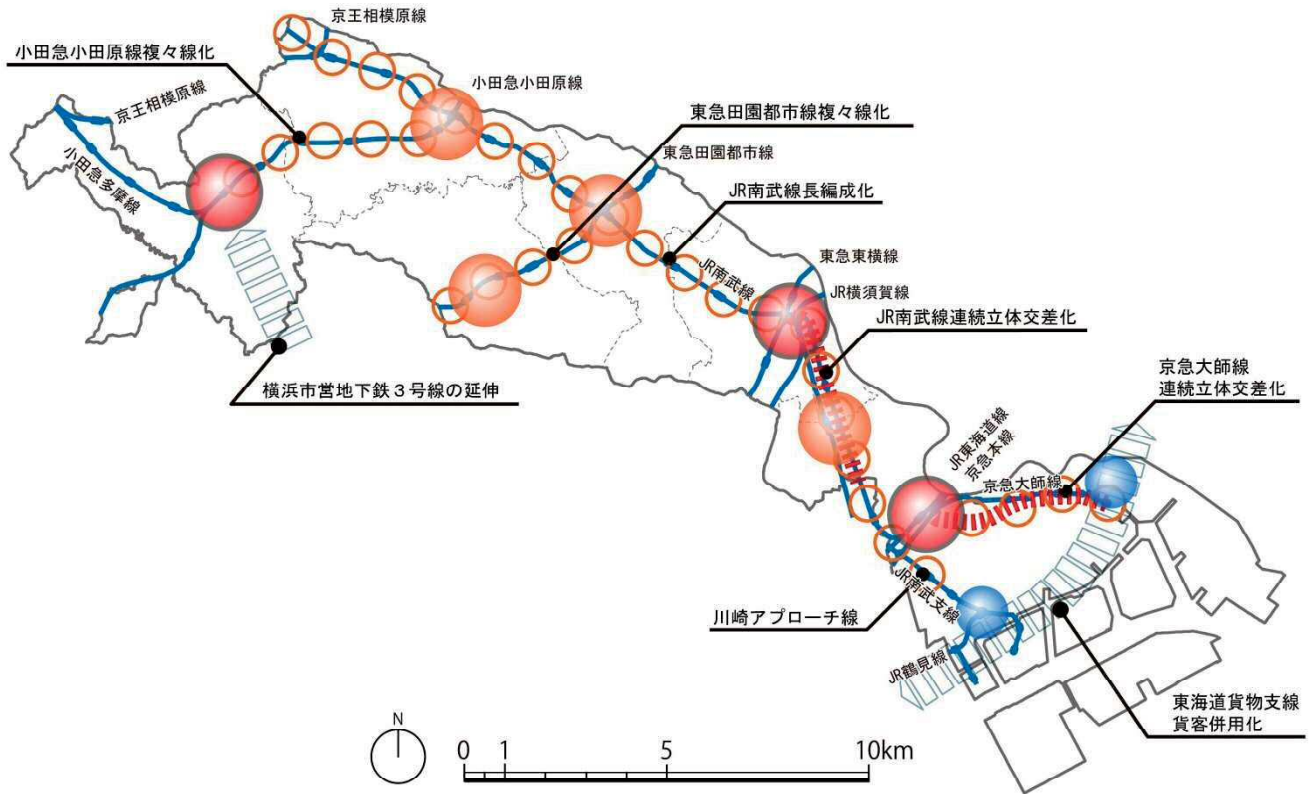 京王相模原線
小田急小田原線複々線化
小田急小田原線
京王相模原線
東急田園都市線複々線化
東急田園都市線
小田急多摩線
JR南武線長編成化
JR南武線
東急東横線
JR横須賀線
JR南武線連続立体交差化
横浜市営地下鉄３号線の延伸
京急大師線
連続立体交差化
JR東海道線
京急本線
京急大師線
JR南武支線
川崎アプローチ線
JR鶴見線
東海道貨物支線
貨客併用化
N
0 1 5 10km